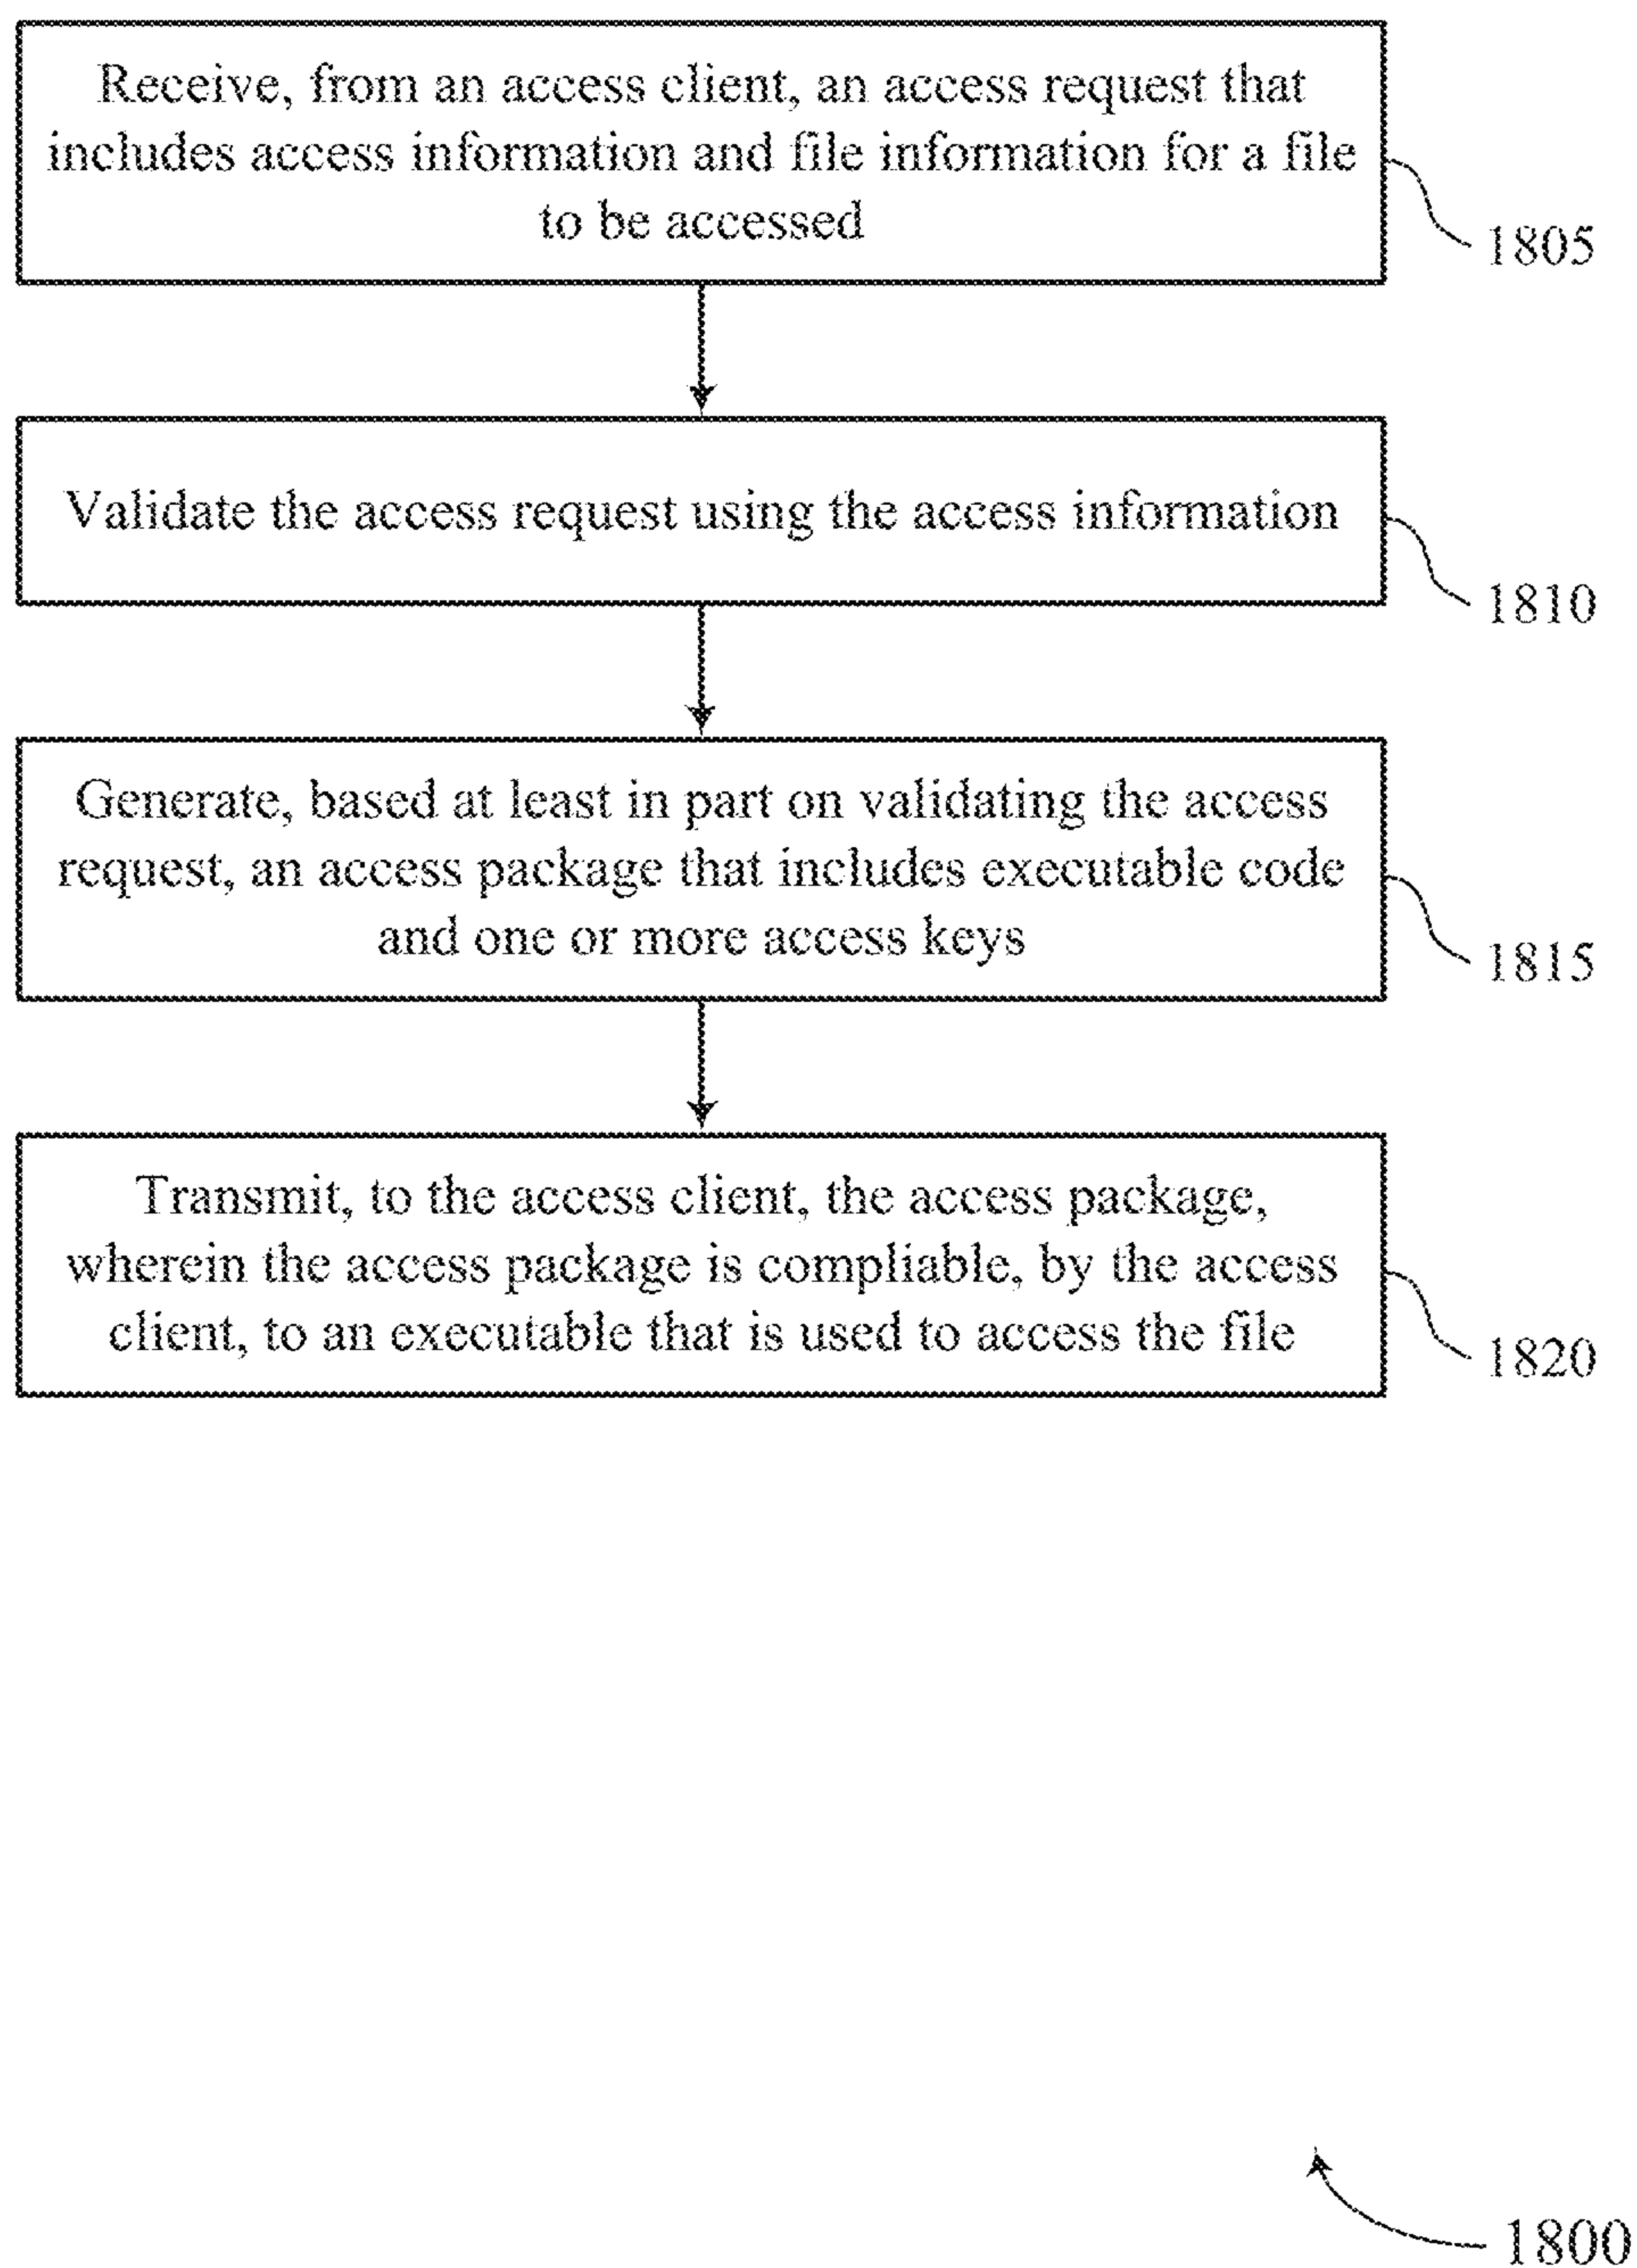 Receive, from an access client, an access request that
includes access information and file information for a file
to be accessed
1805
Validate the access request using the access information
1810
Generate, based at least in part on validating the access
request, an access package that includes executable code
and one or more access keys
1815
Transmit, to the access client, the access package,
wherein the access package is compliable, by the access
client, to an executable that is used to access the file
1820
1800